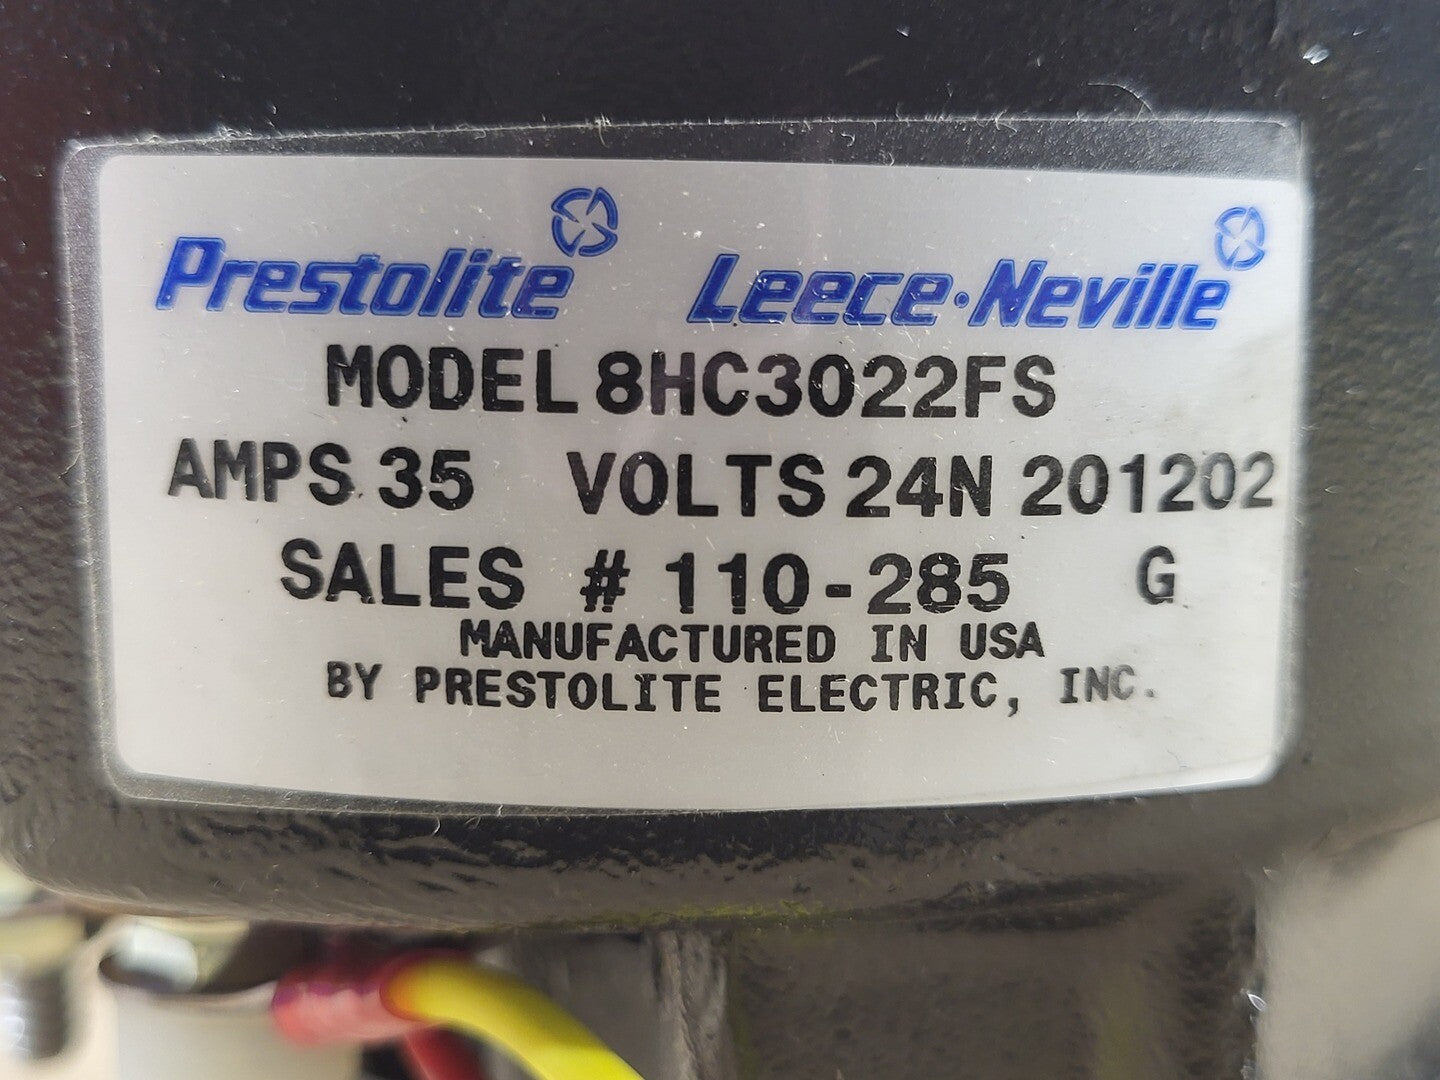 Prestolite Leece·Neville
MODEL 8HC3022FS
AMPS 35 VOLTS 24N 201202
SALES # 110-285 G
MANUFACTURED IN USA
BY PRESTOLITE ELECTRIC, INC.